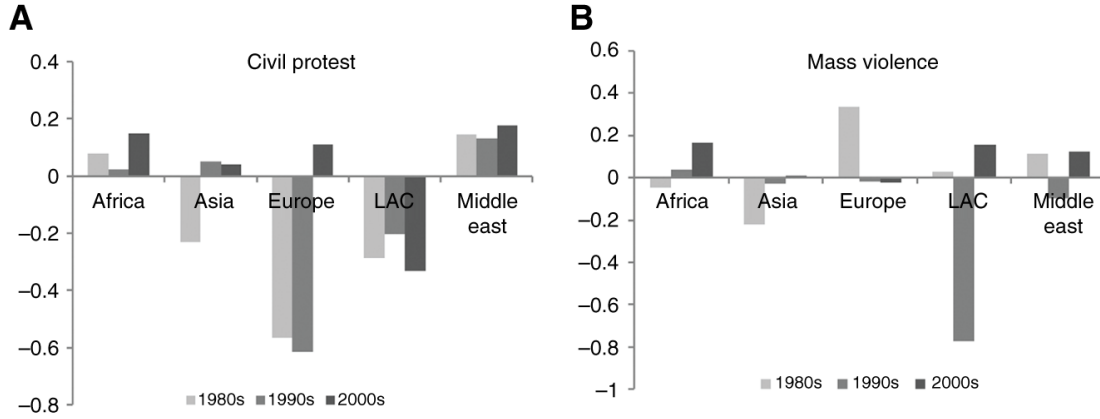 A
Civil protest
0.4
0.2
0
–0.2
–0.4
–0.6
–0.8
Africa
Asia
Europe
LAC
Middle
east
1980s 1990s 2000s
B
Mass violence
0.6
0.4
0.2
0
–0.2
–0.4
–0.6
–0.8
–1
Africa
Asia
Europe
LAC
Middle
east
1980s 1990s 2000s